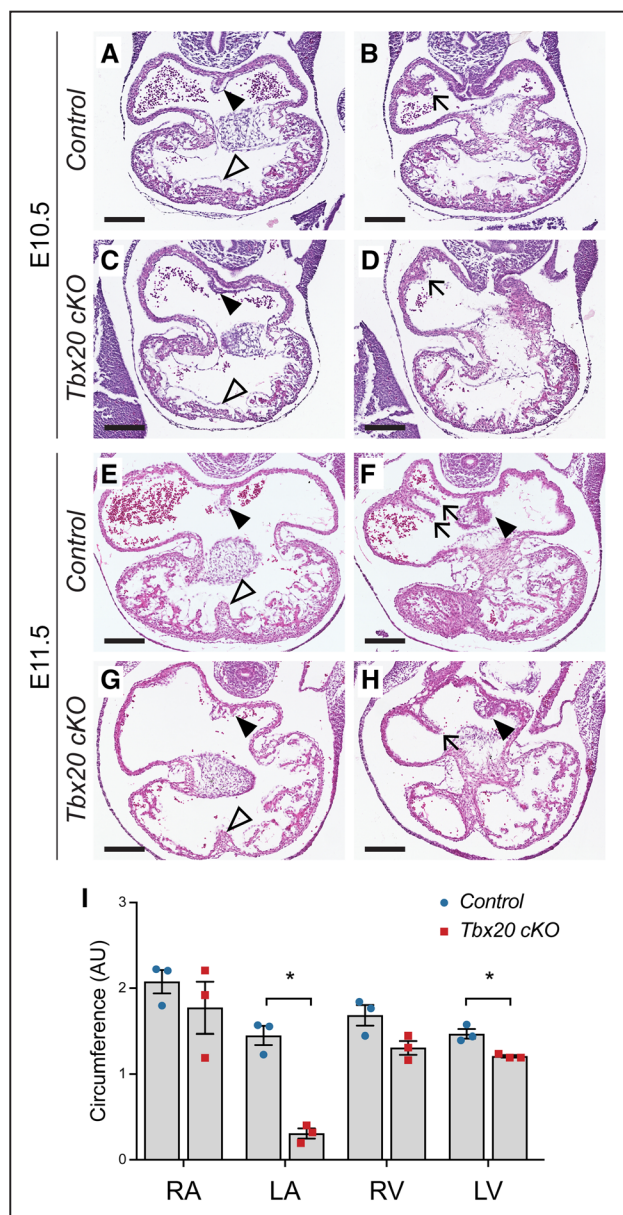 A
B
Control
C
D
Tbx20 cKO
E10.5
E
F
Control
G
H
Tbx20 cKO
E11.5
I
Control
Tbx20 cKO
3
2
1
0
Circumference (AU)
*
*
RA
LA
RV
LV